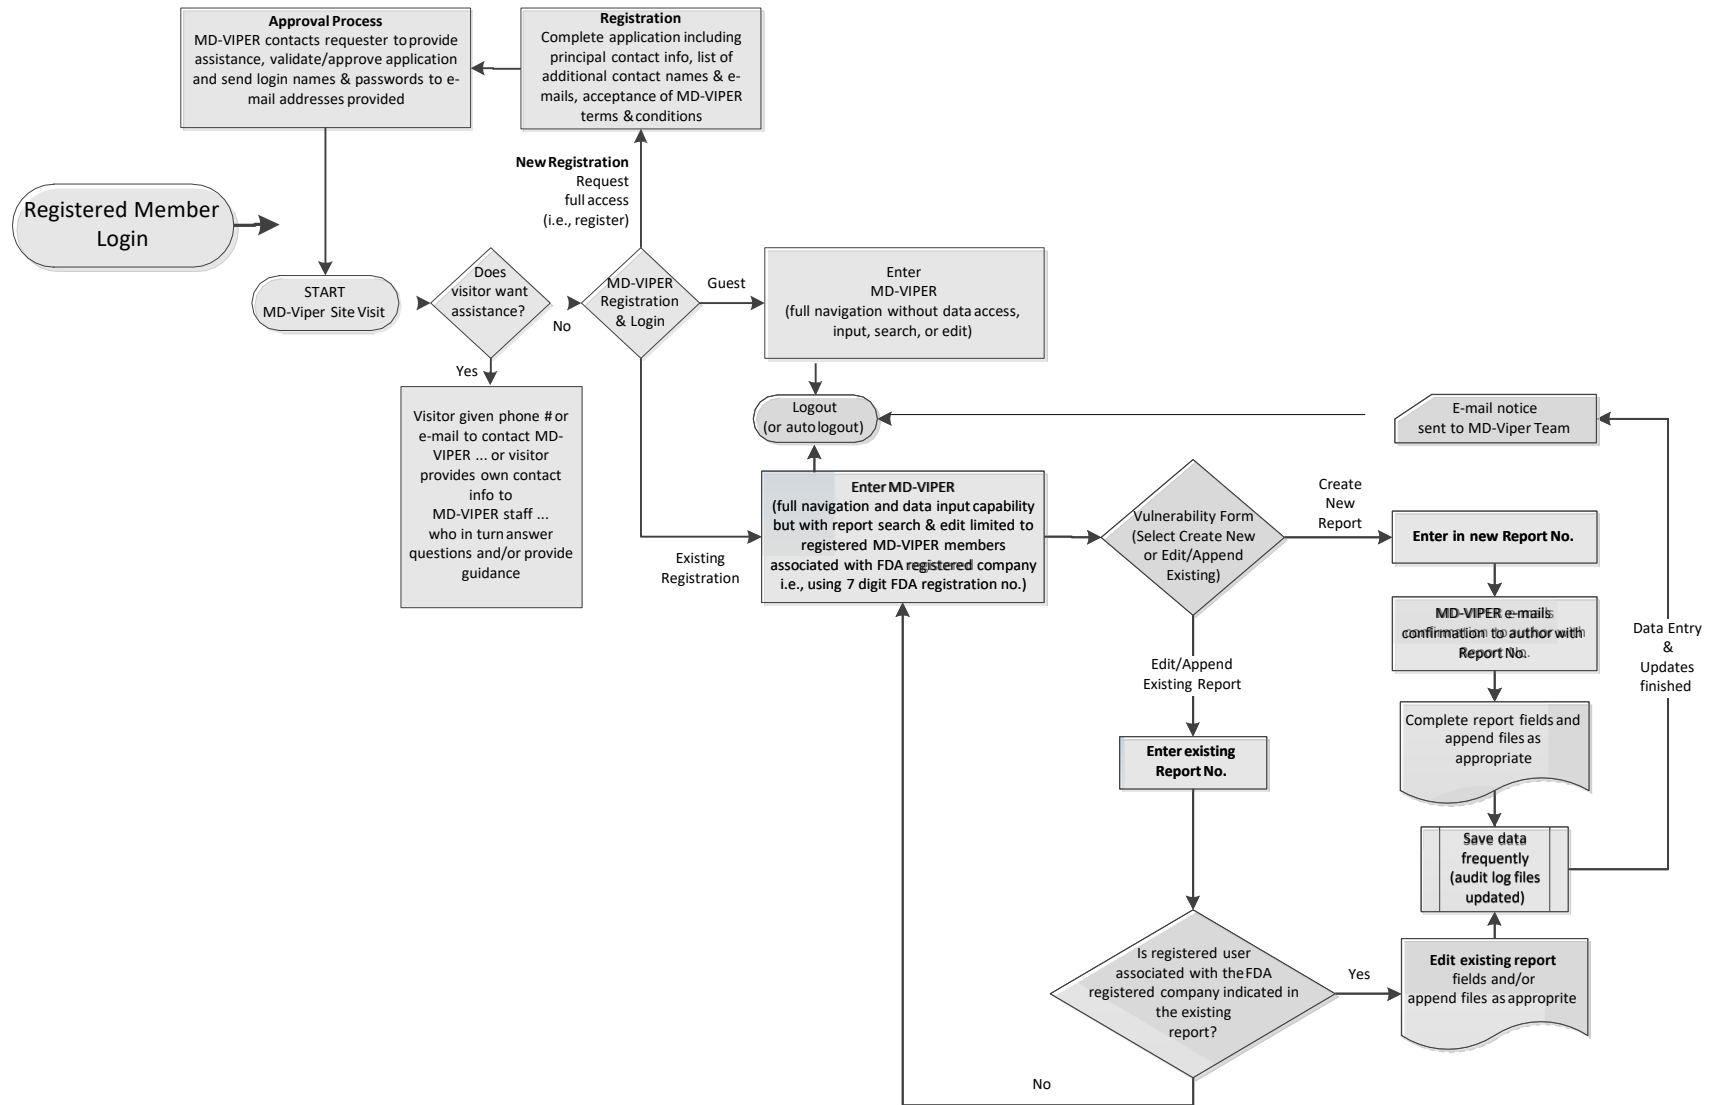 Approval Process
MD-VIPER contacts requester to provide
assistance, validate/approve application
and send login names & passwords to e-
mail addresses provided
Registration
Complete application including
principal contact info, list of
additional contact names & e-
mails, acceptance of MD-VIPER
terms & conditions
New Registration
Request
full access
(i.e., register)
Registered Member
Login
START
MD-Viper Site Visit
Does
visitor want
assistance?
No
Yes
MD-VIPER
Registration
& Login
Guest
Enter
MD-VIPER
(full navigation without data access,
input, search, or edit)
Visitor given phone # or
e-mail to contact MD-
VIPER ... or visitor
provides own contact
info to
MD-VIPER staff ...
who in turn answer
questions and/or provide
guidance
Logout
(or auto logout)
E-mail notice
sent to MD-Viper Team
Existing
Registration
Enter MD-VIPER
(full navigation and data input capability
but with report search & edit limited to
registered MD-VIPER members
associated with FDA registered company
i.e., using 7 digit FDA registration no.)
Vulnerability Form
(Select Create New
or Edit/Append
Existing)
Create
New
Report
Enter in new Report No.
MD-VIPER e-mails
confirmation to author with
Report No.
Data Entry
&
Updates
finished
Edit/Append
Existing Report
Complete report fields and
append files as
appropriate
Enter existing
Report No.
Save data
frequently
(audit log files
updated)
Is registered user
associated with the FDA
registered company indicated in
the existing
report?
Yes
Edit existing report
fields and/or
append files as approprite
No